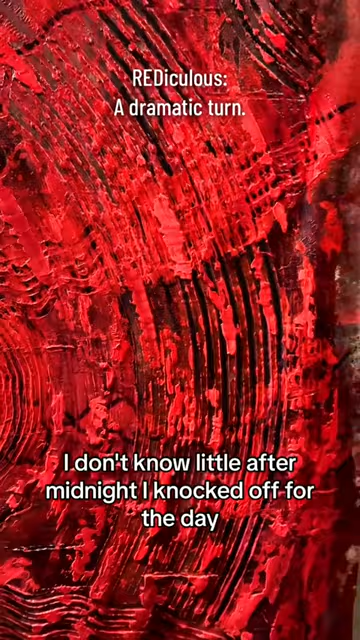 REDiculous:
A dramatic turn.
I don't know little after
midnight I knocked off for
the day